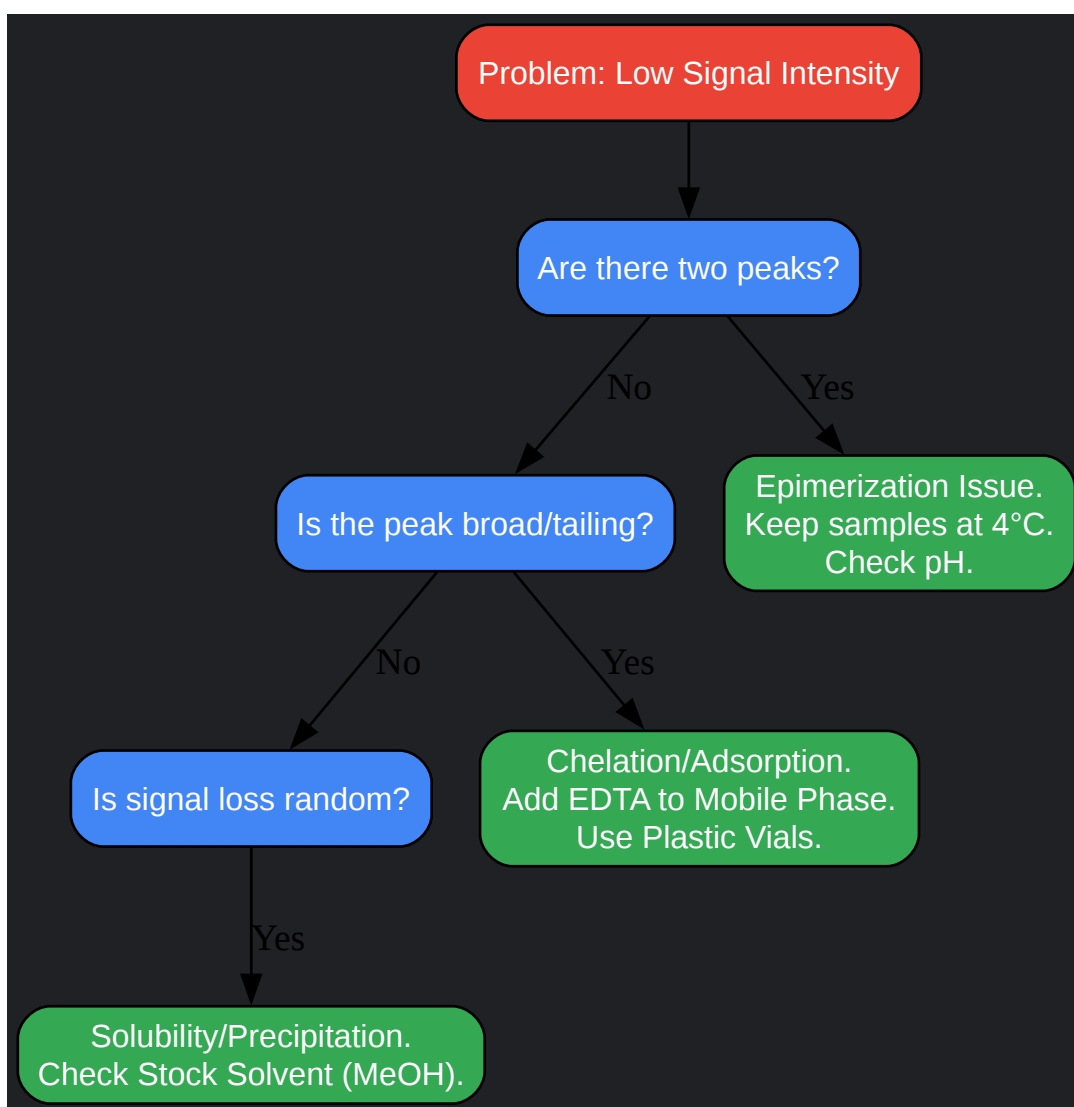 Problem: Low Signal Intensity
Are there two peaks?
No
Yes
Epimerization Issue.
Keep samples at 4°C.
Check pH.
Is the peak broad/tailing?
No
Yes
Chelation/Adsorption.
Add EDTA to Mobile Phase.
Use Plastic Vials.
Is signal loss random?
Yes
Solubility/Precipitation.
Check Stock Solvent (MeOH).